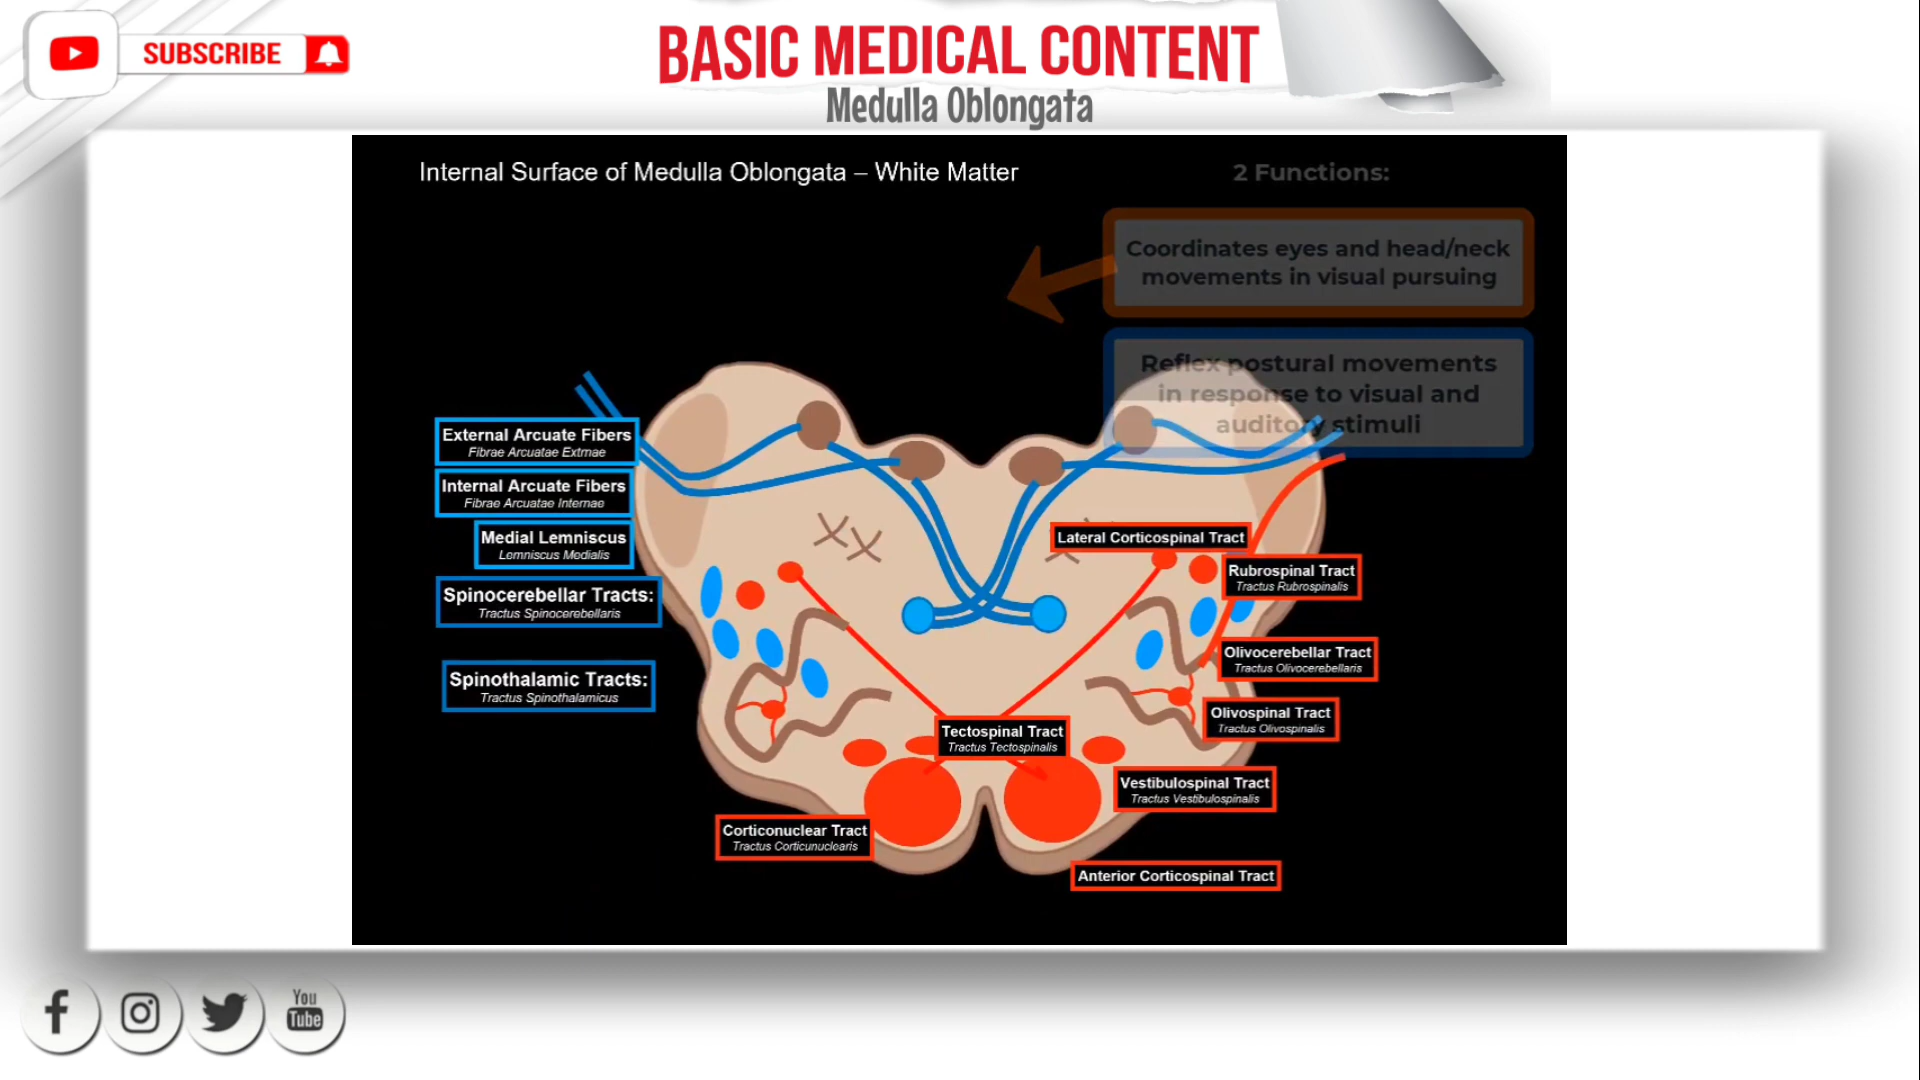 SUBSCRIBE
BASIC MEDICAL CONTENT
Medulla Oblongata
Internal Surface of Medulla Oblongata – White Matter
2 Functions:
Coordinates eyes and head/neck
movements in visual pursuing
Reflex postural movements
in response to visual and
auditory stimuli
External Arcuate Fibers
Fibrae Arcuatae Extrnae
Internal Arcuate Fibers
Fibrae Arcuatae Internae
Medial Lemniscus
Lemniscus Medialis
Spinocerebellar Tracts:
Tractus Spinocerebellaris
Spinothalamic Tracts:
Tractus Spinothalamicus
Lateral Corticospinal Tract
Rubrospinal Tract
Tractus Rubrospinalis
Olivocerebellar Tract
Tractus Olivocerebellaris
Olivospinal Tract
Tractus Olivospinalis
Tectospinal Tract
Tractus Tectospinalis
Vestibulospinal Tract
Tractus Vestibulospinalis
Corticonuclear Tract
Tractus Corticunuclearis
Anterior Corticospinal Tract
You
Tube